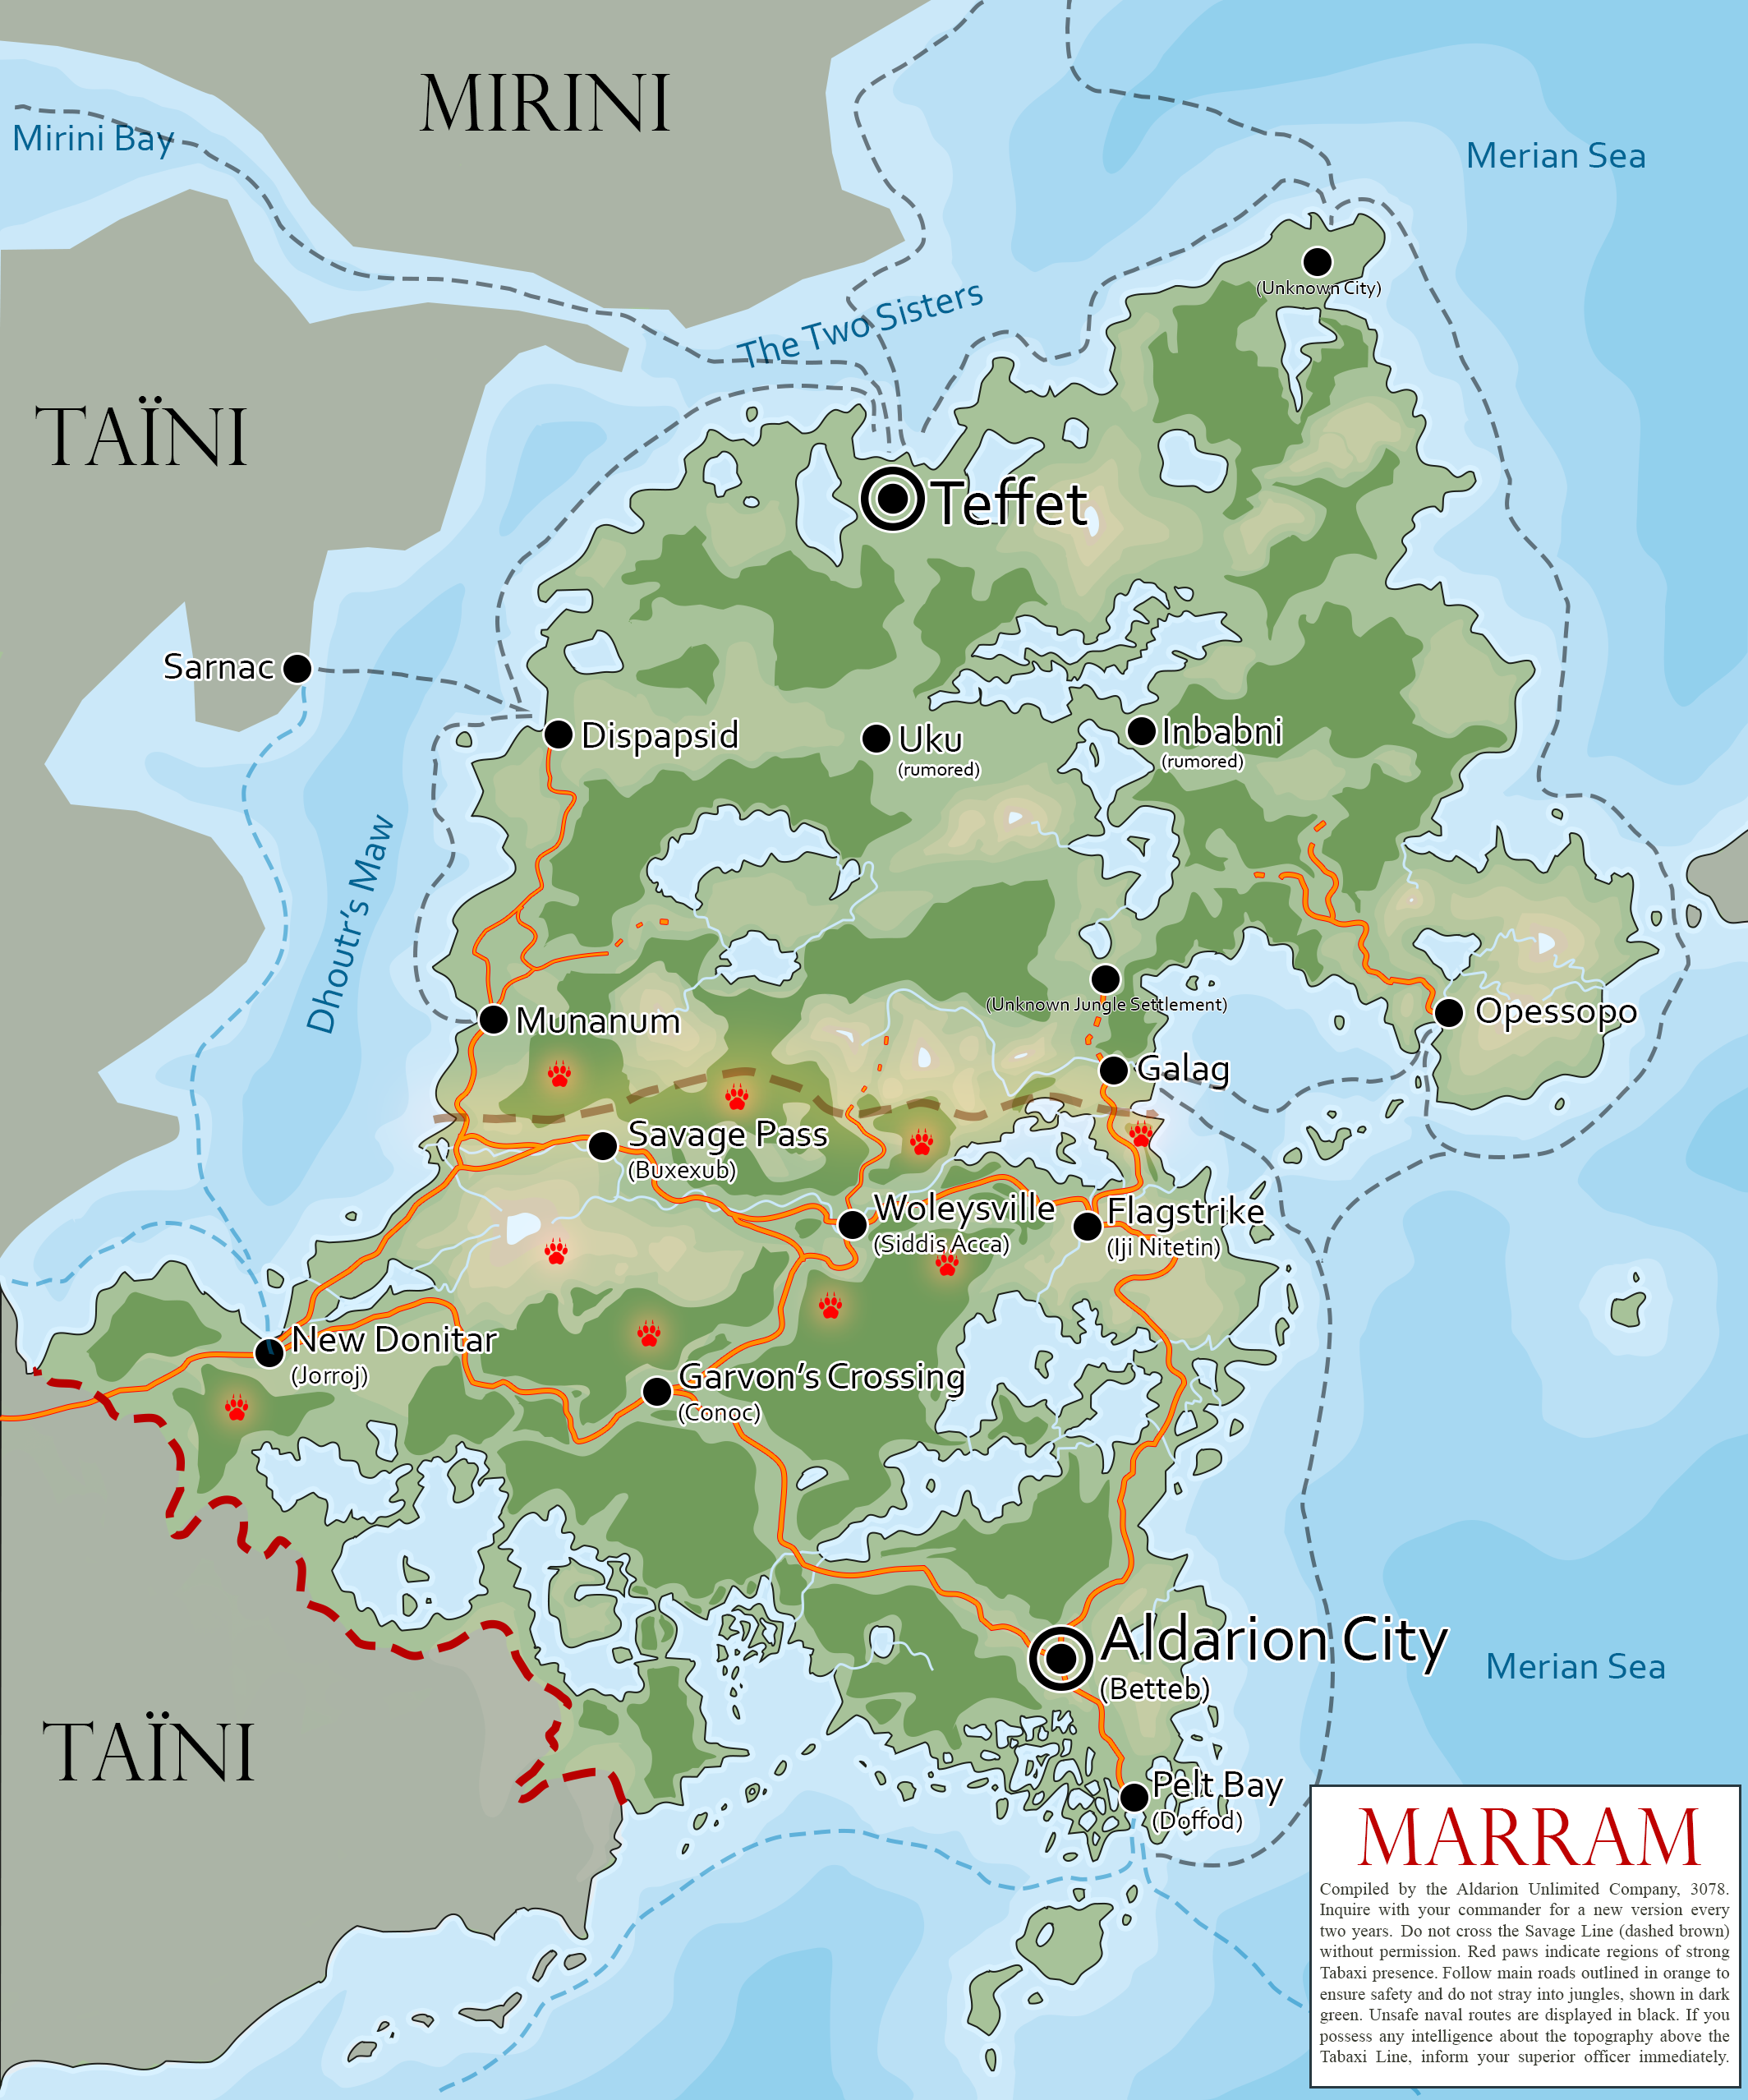 MIRINI
Mirini Bay
Merian Sea
(Unknown City)
The Two Sisters
TAÏNI
Teffet
Sarnac
Dispapsid
Uku
(rumored)
Inbabni
(rumored)
Dhoutr's Maw
(Unknown Jungle Settlement)
Munanum
Opessopo
Galag
Savage Pass
(Buxexub)
Woleysville
(Siddis Acca)
Flagstrike
(Iji Nitetin)
New Donitar
(Jorroj)
Garvon's Crossing
(Conoc)
Aldarion City
(Betteb)
Merian Sea
TAÏNI
Pelt Bay
(Doffod)
MARRAM
Compiled by the Aldarion Unlimited Company, 3078.
Inquire with your commander for a new version every
two years. Do not cross the Savage Line (dashed brown)
without permission. Red paws indicate regions of strong
Tabaxi presence. Follow main roads outlined in orange to
ensure safety and do not stray into jungles, shown in dark
green. Unsafe naval routes are displayed in black. If you
possess any intelligence about the topography above the
Tabaxi Line, inform your superior officer immediately.